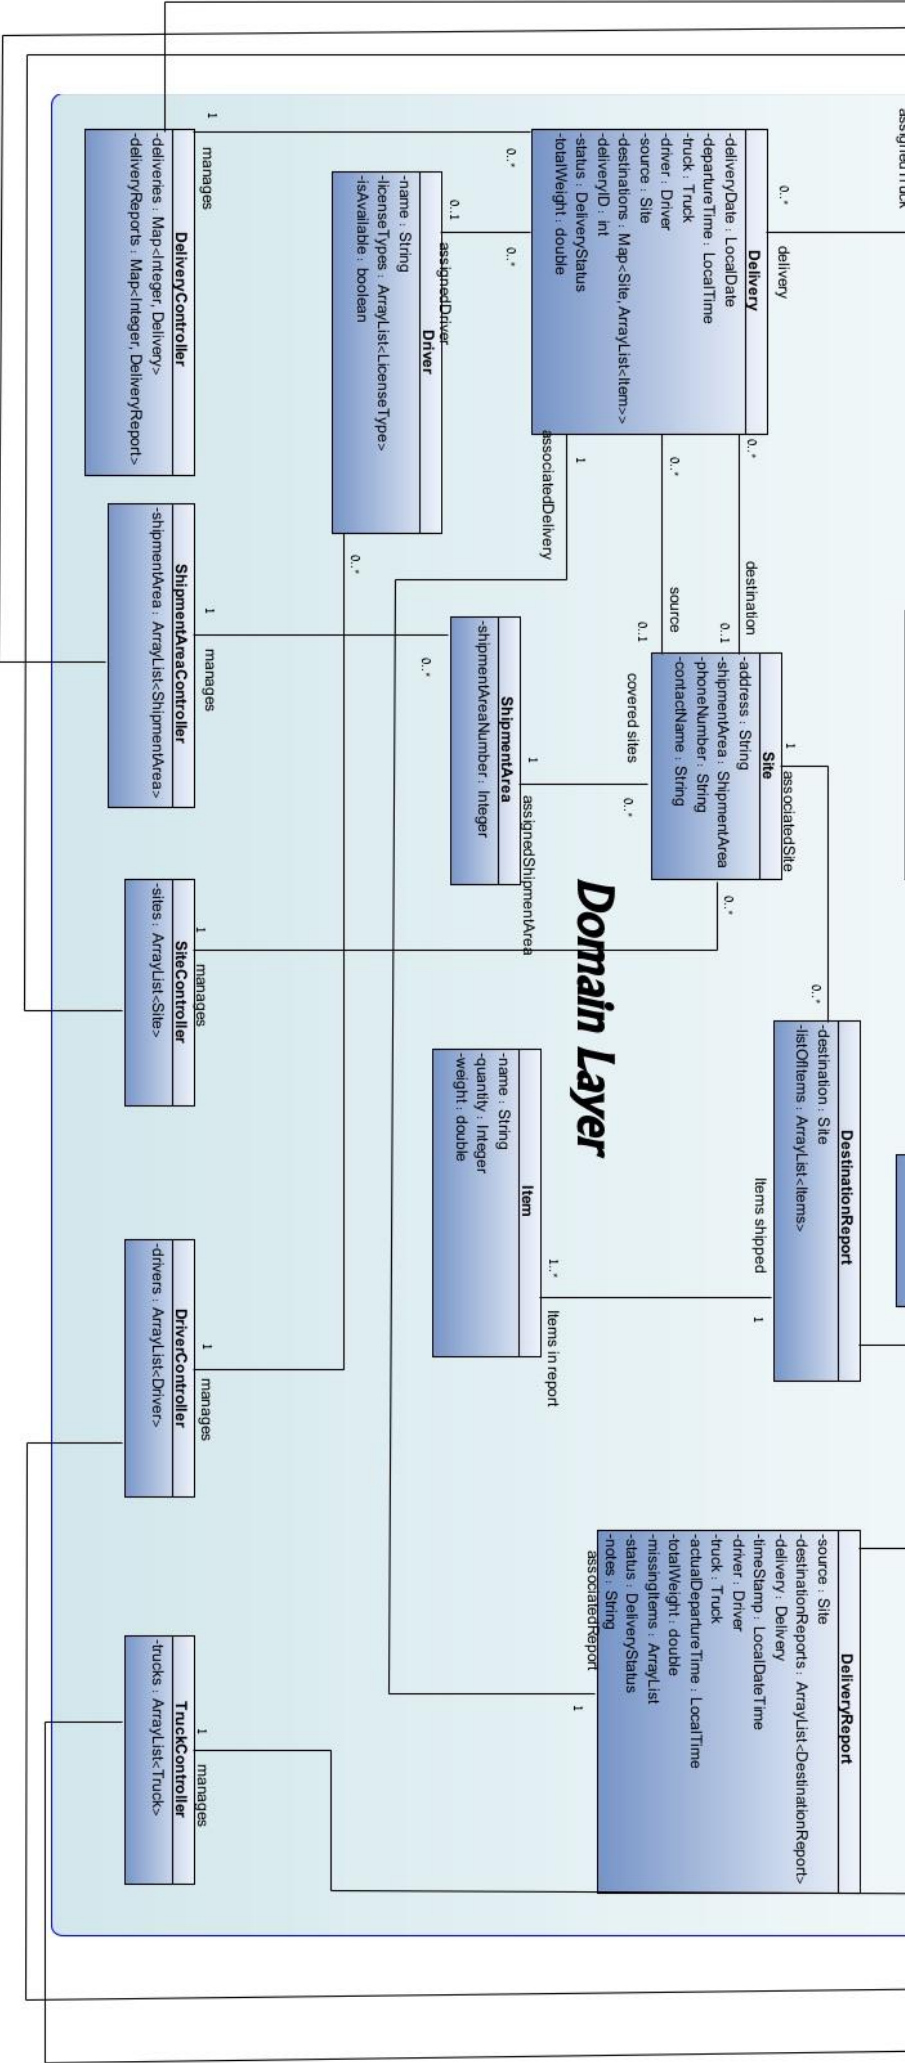 assignedTruck
0..*
delivery
Delivery
-deliveryDate : LocalDate
-departureTime : LocalTime
-truck : Truck
-driver : Driver
-source : Site
-destinations : Map<Site, ArrayList<Item>>
-deliveryID : int
-status : DeliveryStatus
-totalWeight : double
0..*
0..*
0..*
destination
0..1
0..*
source
0..1
1
associatedDelivery
1
associatedSite
Site
-address : String
-shipmentArea : ShipmentArea
-phoneNumber : String
-contactName : String
covered sites
0..*
0..*
0..*
DestinationReport
-destination : Site
-listOfItems : ArrayList<Items>
Items shipped
1
DeliveryReport
-source : Site
-destinationReports : ArrayList<DestinationReport>
-delivery : Delivery
-timeStamp : LocalDateTime
-driver : Driver
-truck : Truck
-actualDepartureTime : LocalTime
-totalWeight : double
-missingItems : ArrayList
-status : DeliveryStatus
-notes : String
associatedReport
1
Domain Layer
0..1
assignedDriver
Driver
-name : String
-licenseTypes : ArrayList<LicenseType>
-isAvailable : boolean
0..*
1
assignedShipmentArea
ShipmentArea
-shipmentAreaNumber : Integer
0..*
1..*
Items in report
Item
-name : String
-quantity : Integer
-weight : double
1
manages
DeliveryController
-deliveries : Map<Integer, Delivery>
-deliveryReports : Map<Integer, DeliveryReport>
1
manages
ShipmentAreaController
-shipmentArea : ArrayList<ShipmentArea>
1
manages
SiteController
-sites : ArrayList<Site>
1
manages
DriverController
-drivers : ArrayList<Driver>
1
manages
TruckController
-trucks : ArrayList<Truck>